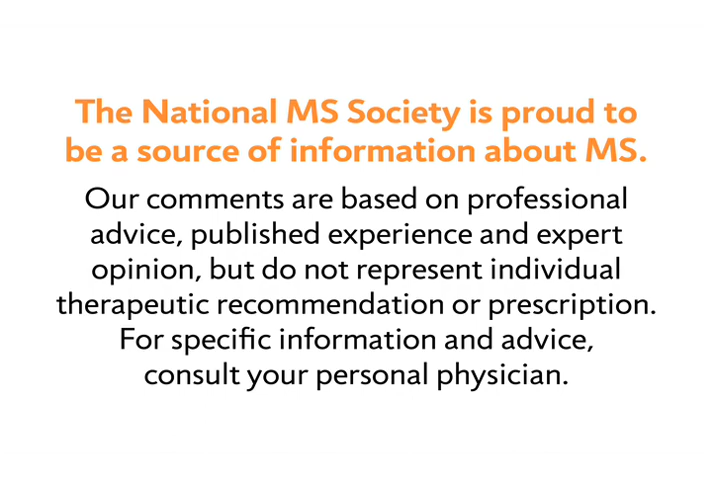 The National MS Society is proud to
be a source of information about MS.
Our comments are based on professional
advice, published experience and expert
opinion, but do not represent individual
therapeutic recommendation or prescription.
For specific information and advice,
consult your personal physician.